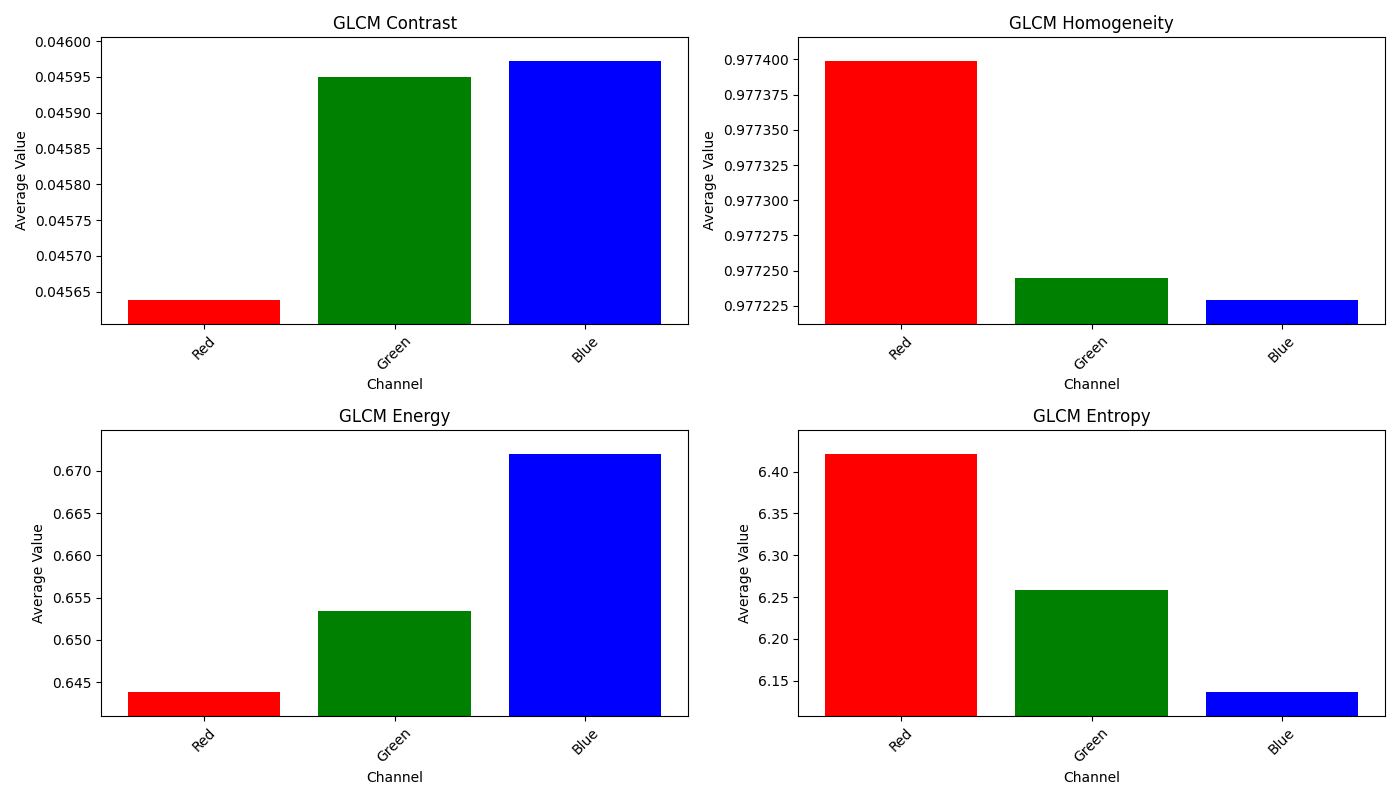 GLCM Contrast
Average Value
0.04600
0.04595
0.04590
0.04585
0.04580
0.04575
0.04570
0.04565
Red
Green
Blue
Channel
GLCM Homogeneity
Average Value
0.977400
0.977375
0.977350
0.977325
0.977300
0.977275
0.977250
0.977225
Red
Green
Blue
Channel
GLCM Energy
Average Value
0.670
0.665
0.660
0.655
0.650
0.645
Red
Green
Blue
Channel
GLCM Entropy
Average Value
6.40
6.35
6.30
6.25
6.20
6.15
Red
Green
Blue
Channel